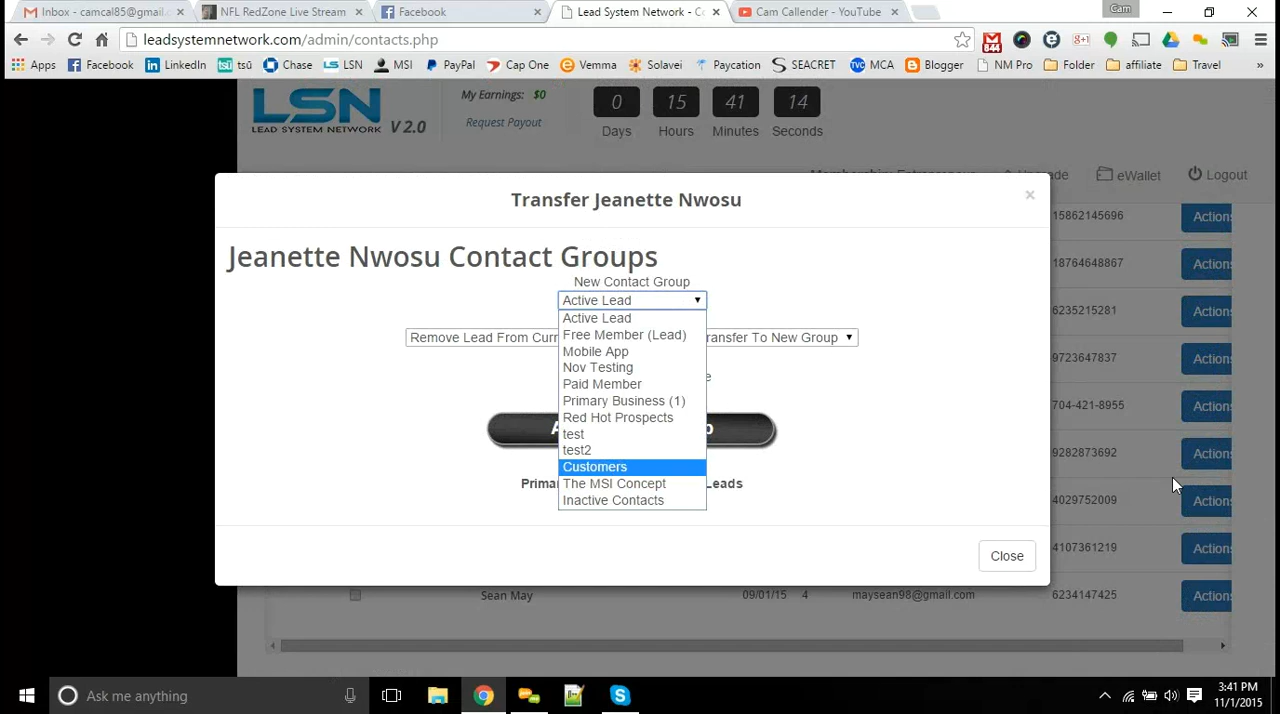 Inbox - camcal85@gmail.
NFL RedZone Live Stream
Facebook
Lead System Network - Co
Cam Callender - YouTube
Cam
leadsystemnetwork.com/admin/contacts.php
844
Apps Facebook LinkedIn tsū Chase LSN MSI PayPal Cap One Vemma Solavei Paycation SEACRET MCA Blogger NM Pro Folder affiliate Travel »
LSN
LEAD SYSTEM NETWORK V 2.0
My Earnings: $0
Request Payout
0 15 41 14
Days Hours Minutes Seconds
eWallet Logout
Transfer Jeanette Nwosu ×
Jeanette Nwosu Contact Groups
New Contact Group
Active Lead
Active Lead
Free Member (Lead)
Mobile App
Nov Testing
Paid Member
Primary Business (1)
Red Hot Prospects
test
test2
Customers
The MSI Concept
Inactive Contacts
Remove Lead From Curr
ransfer To New Group
Leads
Close
15862145696 Actions
18764648867 Actions
6235215281 Actions
9723647837 Actions
704-421-8955 Actions
9282873692 Actions
4029752009 Actions
4107361219 Actions
Sean May 09/01/15 4 maysean98@gmail.com 6234147425 Actions
Ask me anything
3:41 PM
11/1/2015